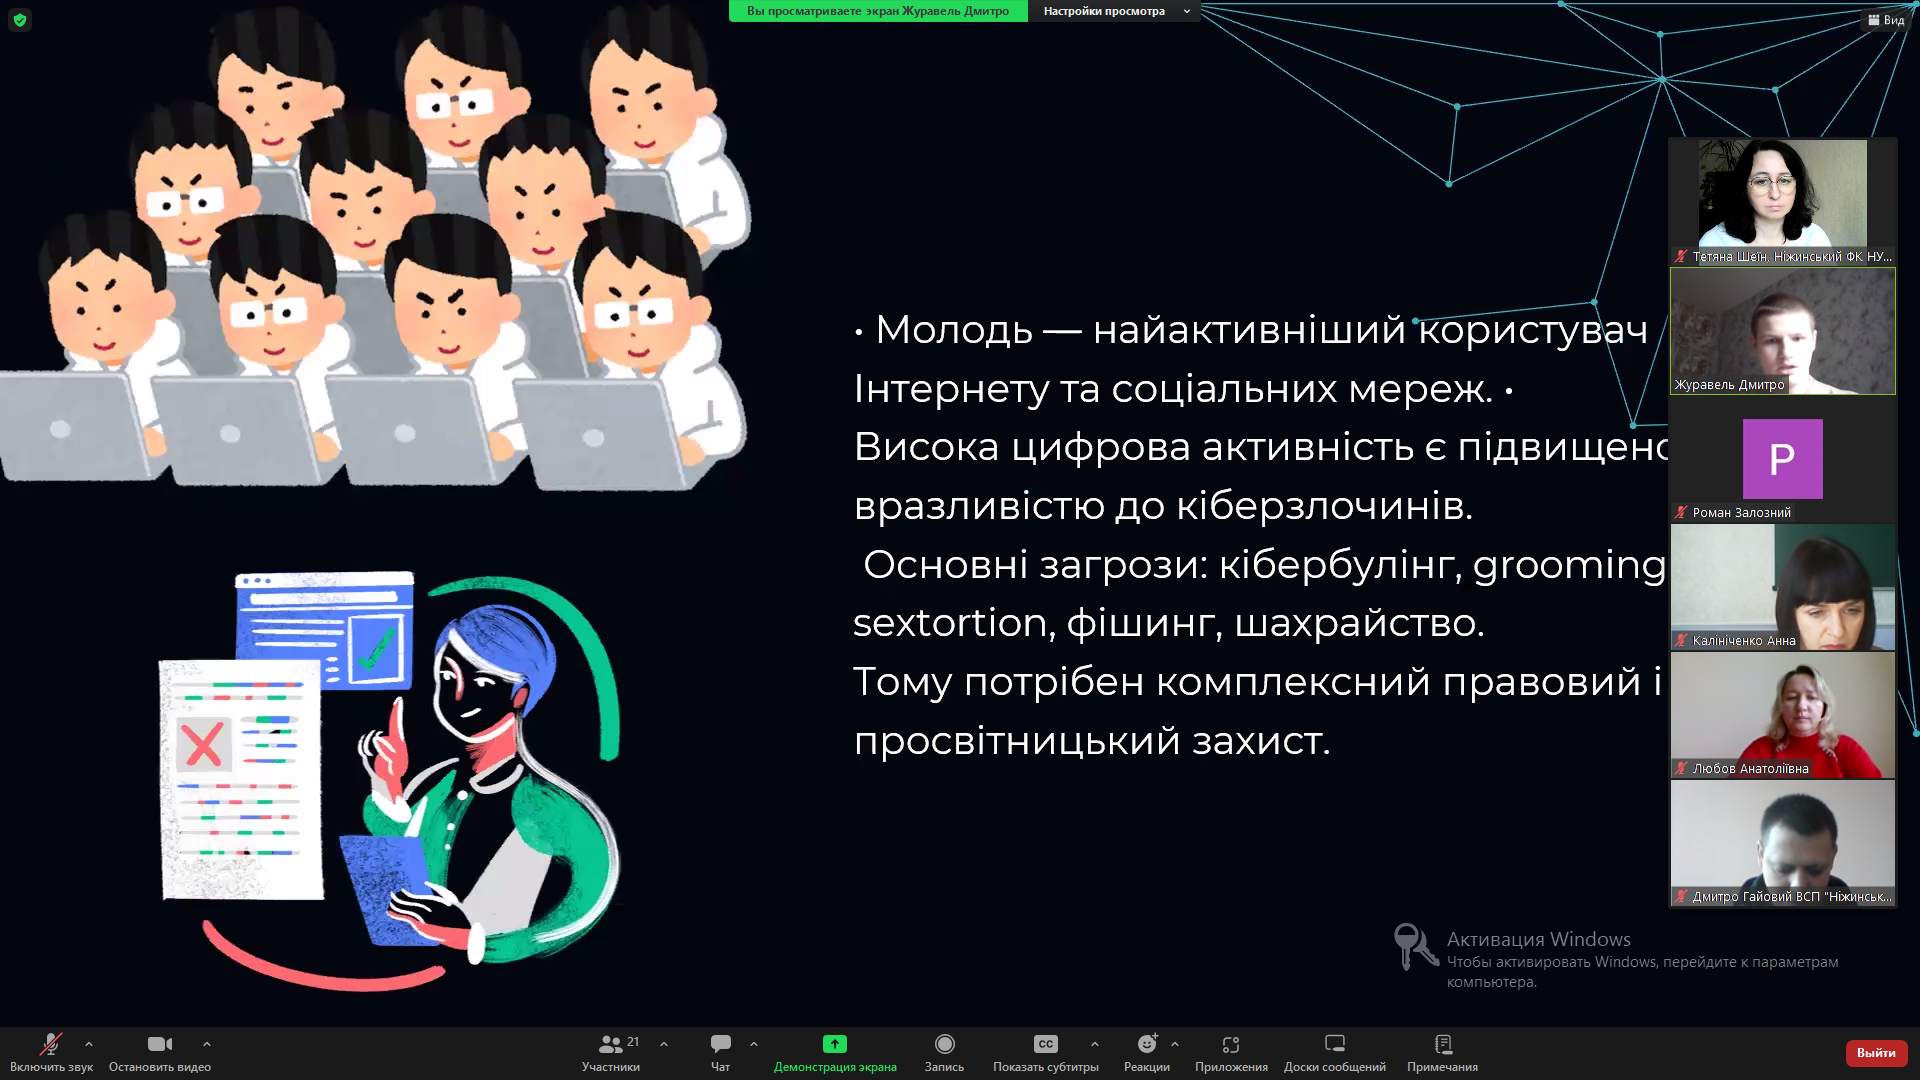 Вы просматриваете экран Журавель Дмитро
Настройки просмотра
Вид
• Молодь — найактивніший користувач
Інтернету та соціальних мереж. •
Висока цифрова активність є підвищено
вразливістю до кіберзлочинів.
Основні загрози: кібербулінг, grooming
sextortion, фішинг, шахрайство.
Тому потрібен комплексний правовий і
просвітницький захист.
Тетяна Шеїн. Ніжинський ФК НУ...
Журавель Дмитро
Р
Роман Залозний
Калініченко Анна
Любов Анатоліївна
Дмитро Гайовий ВСП "Ніжинськ...
Активация Windows
Чтобы активировать Windows, перейдите к параметрам
компьютера.
Включить звук
Остановить видео
Участники
21
Чат
Демонстрация экрана
Запись
CC
Показать субтитры
Реакции
Приложения
Доски сообщений
Примечания
Выйти